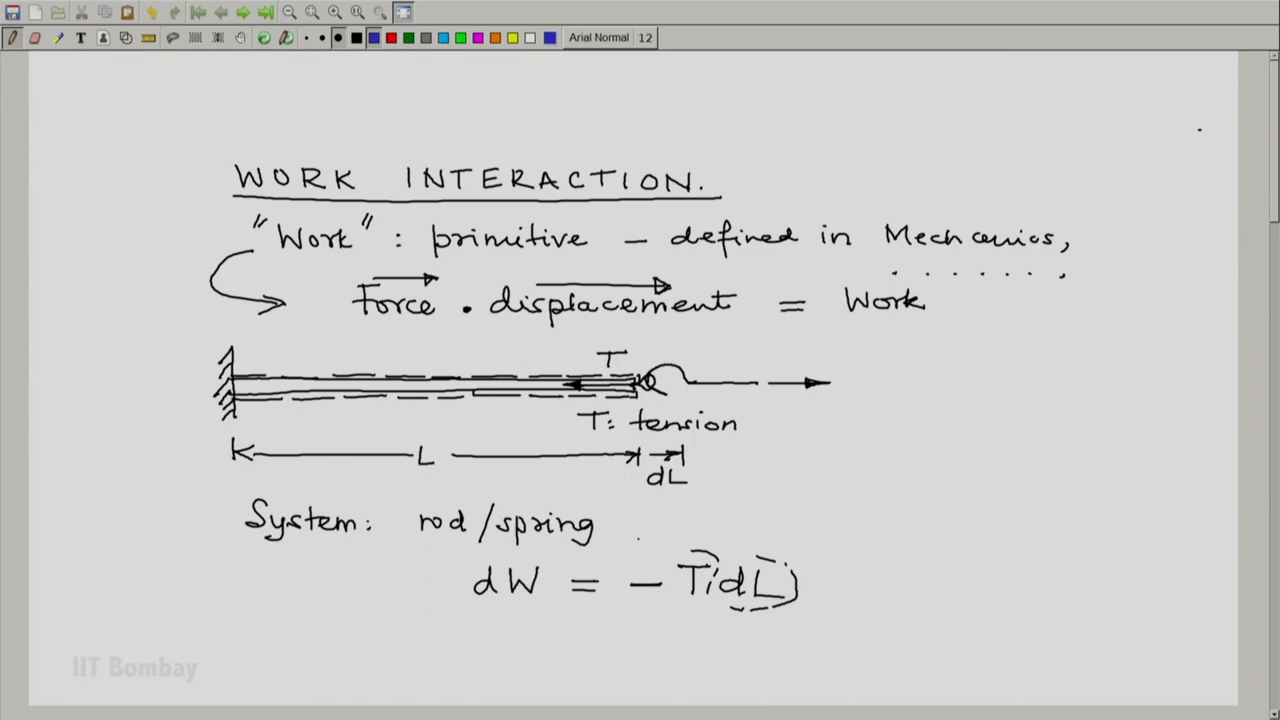 Arial Normal 12
WORK INTERACTION.
"Work" : primitive – defined in Mechanics,
Force . displacement = Work
T
T: tension
L
dL
System: rod/spring
dW = – T dL
IIT Bombay